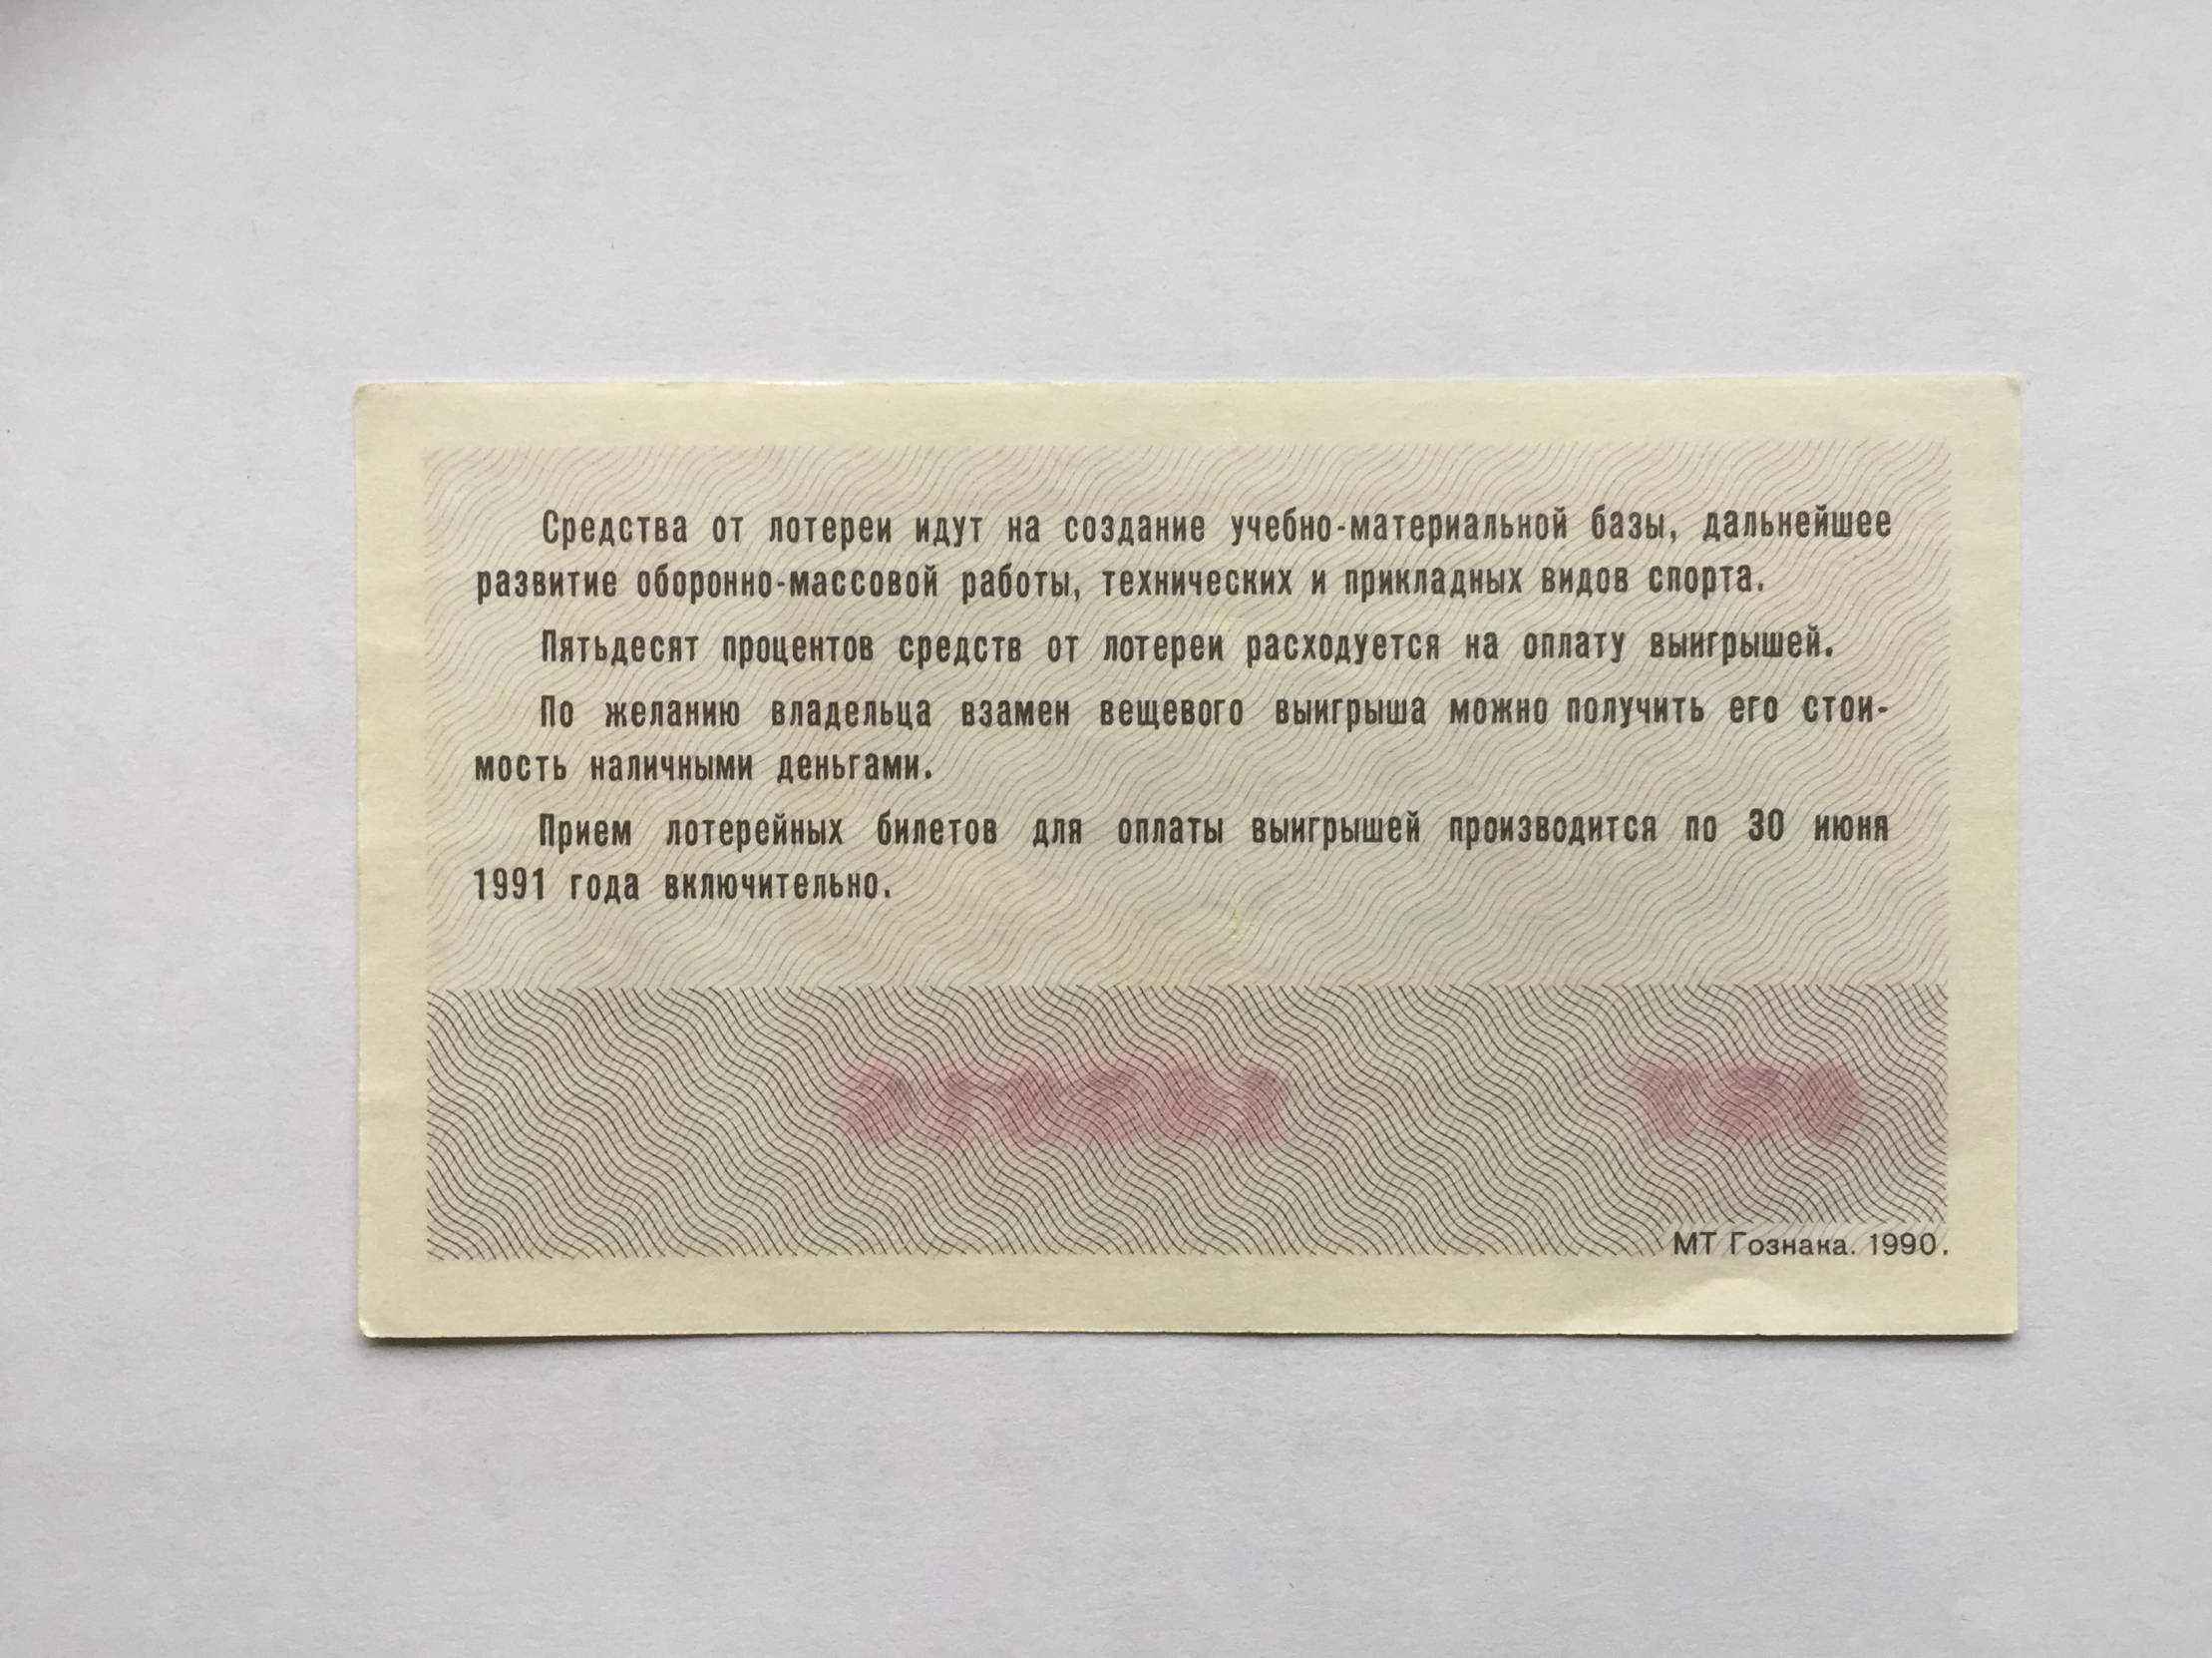 Средства от лотереи идут на создание учебно-материальной базы, дальнейшее
развитие оборонно-массовой работы, технических и прикладных видов спорта.
Пятьдесят процентов средств от лотереи расходуется на оплату выигрышей.
По желанию владельца взамен вещевого выигрыша можно получить его стои-
мость наличными деньгами.
Прием лотерейных билетов для оплаты выигрышей производится по 30 июня
1991 года включительно.
МТ Гознака. 1990.